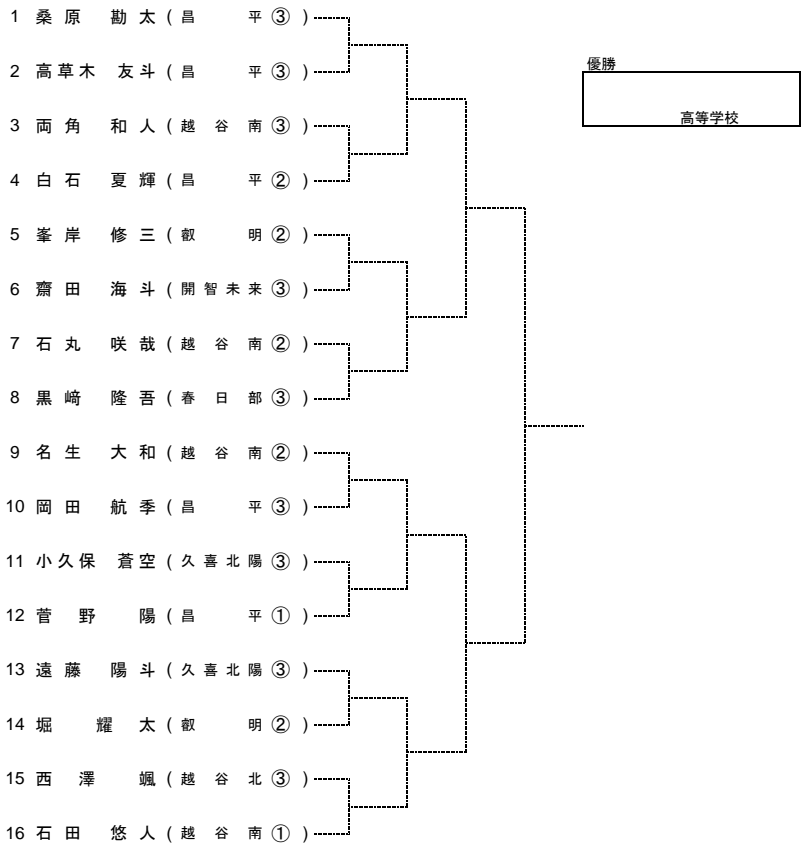 1 桑原 勘太 ( 昌平 ③ )
優勝
2 高草木 友斗 ( 昌平 ③ )
高等学校
3 両角 和人 ( 越谷南 ③ )
4 白石 夏輝 ( 昌平 ② )
5 峯岸 修三 ( 叡明 ② )
6 齋田 海斗 ( 開智未来 ③ )
7 石丸 咲哉 ( 越谷南 ② )
8 黒﨑 隆吾 ( 春日部 ③ )
9 名生 大和 ( 越谷南 ② )
10 岡田 航季 ( 昌平 ③ )
11 小久保 蒼空 ( 久喜北陽 ③ )
12 菅野 陽 ( 昌平 ① )
13 遠藤 陽斗 ( 久喜北陽 ③ )
14 堀 耀太 ( 叡明 ② )
15 西澤 颯 ( 越谷北 ③ )
16 石田 悠人 ( 越谷南 ① )